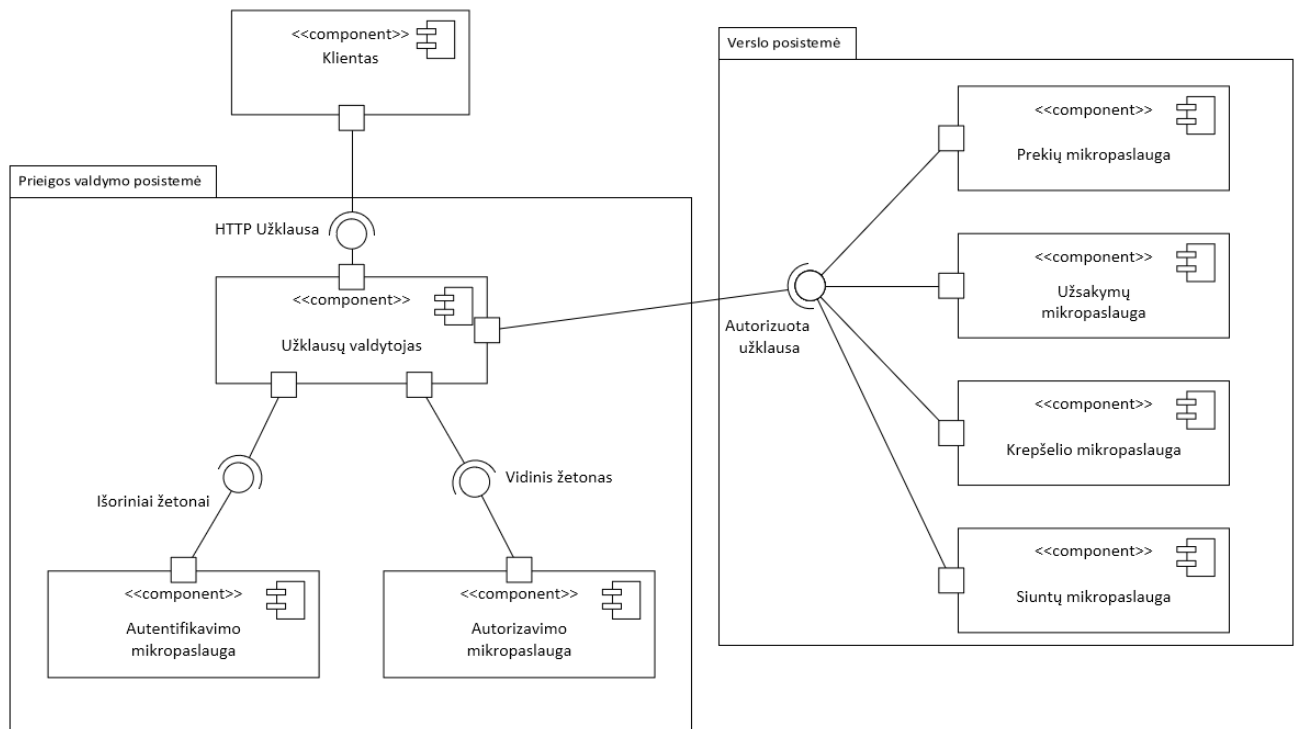 <<component>>
Klientas
Prieigos valdymo posistemė
HTTP Užklausa
<<component>>
Užklausų valdytojas
Išoriniai žetonai
Vidinis žetonas
<<component>>
Autentifikavimo
mikropaslauga
<<component>>
Autorizavimo
mikropaslauga
Verslo posistemė
Autorizuota
užklausa
<<component>>
Prekių mikropaslauga
<<component>>
Užsakymų
mikropaslauga
<<component>>
Krepšelio mikropaslauga
<<component>>
Siuntų mikropaslauga